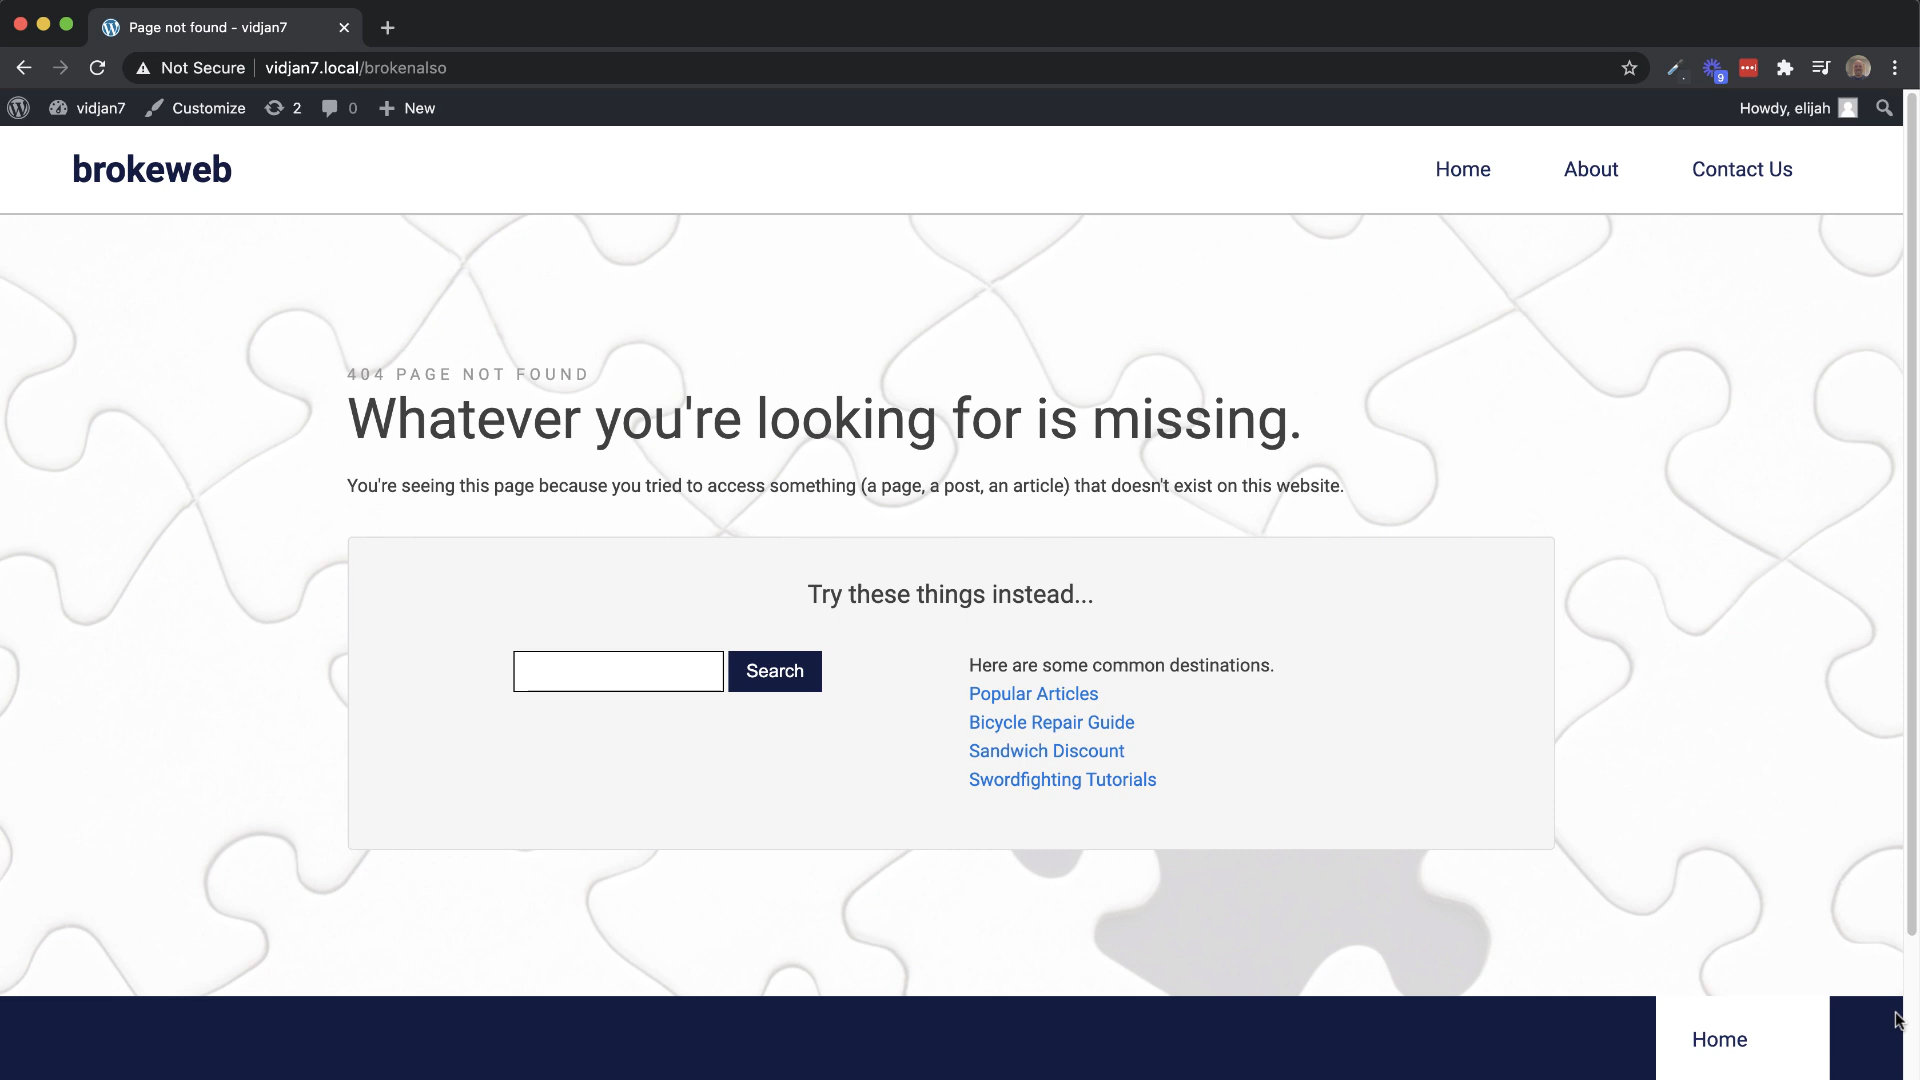 Page not found - vidjan7
Not Secure vidjan7.local/brokenalso
9
vidjan7 Customize 2 0 New
Howdy, elijah
brokeweb
Home About Contact Us
404 PAGE NOT FOUND
Whatever you're looking for is missing.
You're seeing this page because you tried to access something (a page, a post, an article) that doesn't exist on this website.
Try these things instead...
Search
Here are some common destinations.
Popular Articles
Bicycle Repair Guide
Sandwich Discount
Swordfighting Tutorials
Home